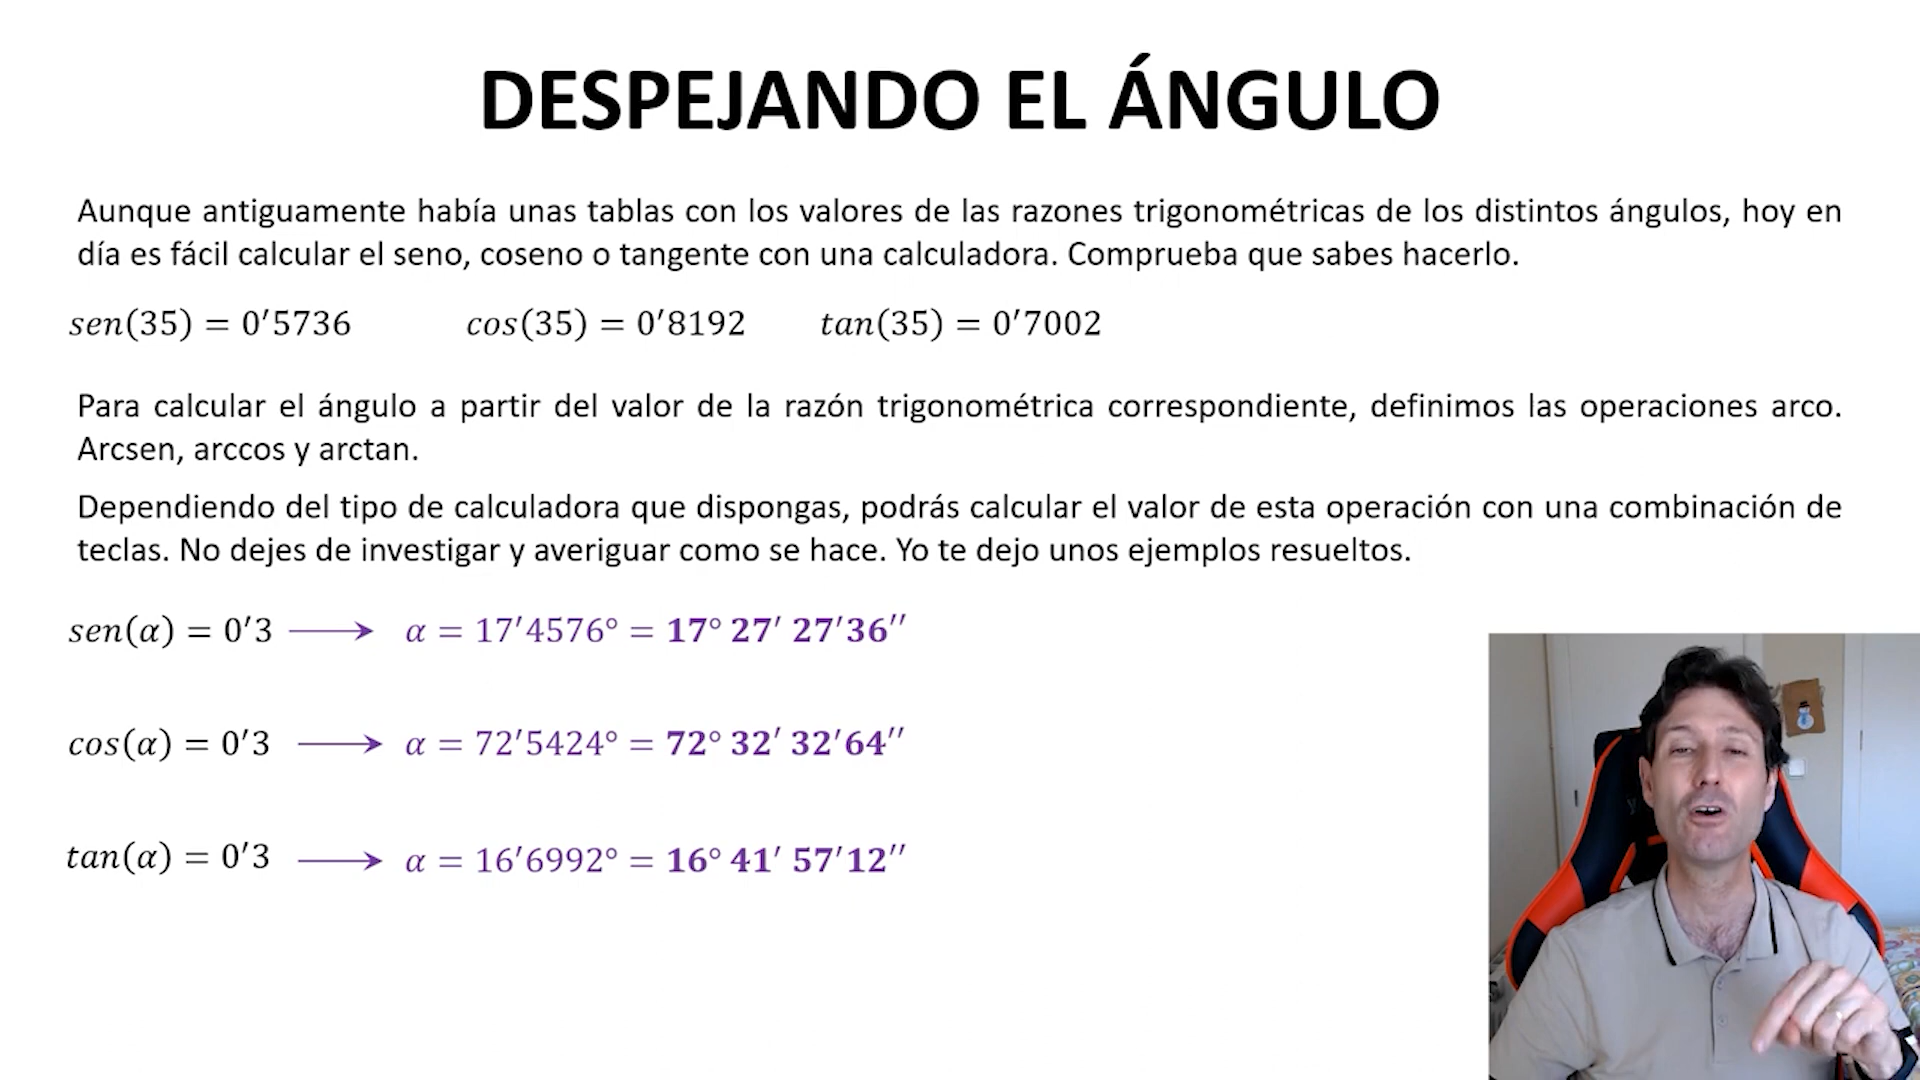 DESPEJANDO EL ÁNGULO
Aunque antiguamente había unas tablas con los valores de las razones trigonométricas de los distintos ángulos, hoy en
día es fácil calcular el seno, coseno o tangente con una calculadora. Comprueba que sabes hacerlo.
sen(35) = 0′5736 cos(35) = 0′8192 tan(35) = 0′7002
Para calcular el ángulo a partir del valor de la razón trigonométrica correspondiente, definimos las operaciones arco.
Arcsen, arccos y arctan.
Dependiendo del tipo de calculadora que dispongas, podrás calcular el valor de esta operación con una combinación de
teclas. No dejes de investigar y averiguar como se hace. Yo te dejo unos ejemplos resueltos.
sen(α) = 0′3 ⟶ α = 17′4576° = 17° 27′ 27′36′′
cos(α) = 0′3 ⟶ α = 72′5424° = 72° 32′ 32′64′′
tan(α) = 0′3 ⟶ α = 16′6992° = 16° 41′ 57′12′′